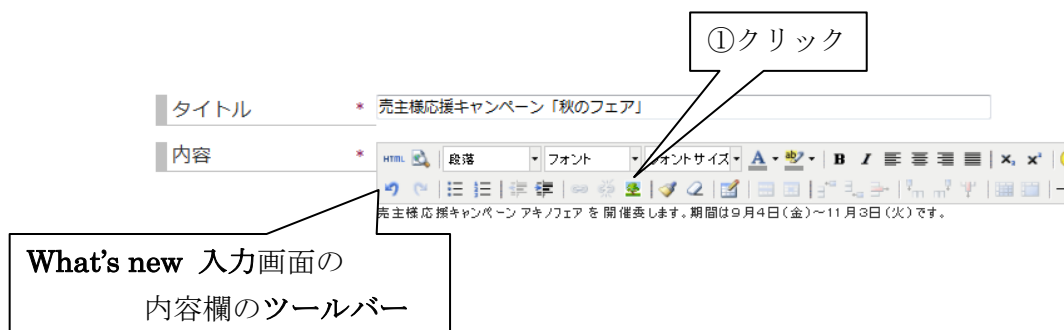 ①クリック
タイトル * 売主様応援キャンペーン「秋のフェア」
内容 * HTML 段落 フォント フォントサイズ A ab B I x, x²
売主様応援キャンペーン アキノフェア を 開催委します。期間は9月4日(金)~11月3日(火)です。
What's new 入力画面の
内容欄のツールバー